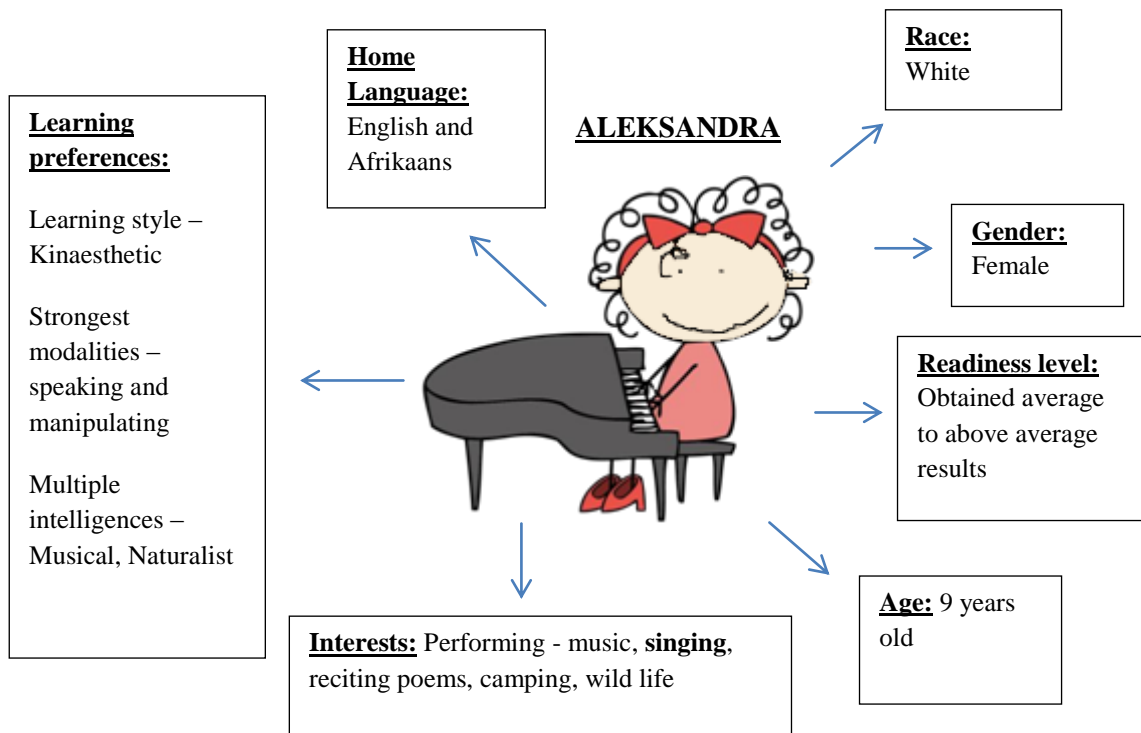 ALEKSANDRA
Home
Language:
English and
Afrikaans
Race:
White
Learning
preferences:
Learning style –
Kinaesthetic
Strongest
modalities –
speaking and
manipulating
Multiple
intelligences –
Musical, Naturalist
Gender:
Female
Readiness level:
Obtained average
to above average
results
Age: 9 years
old
Interests: Performing - music, singing,
reciting poems, camping, wild life